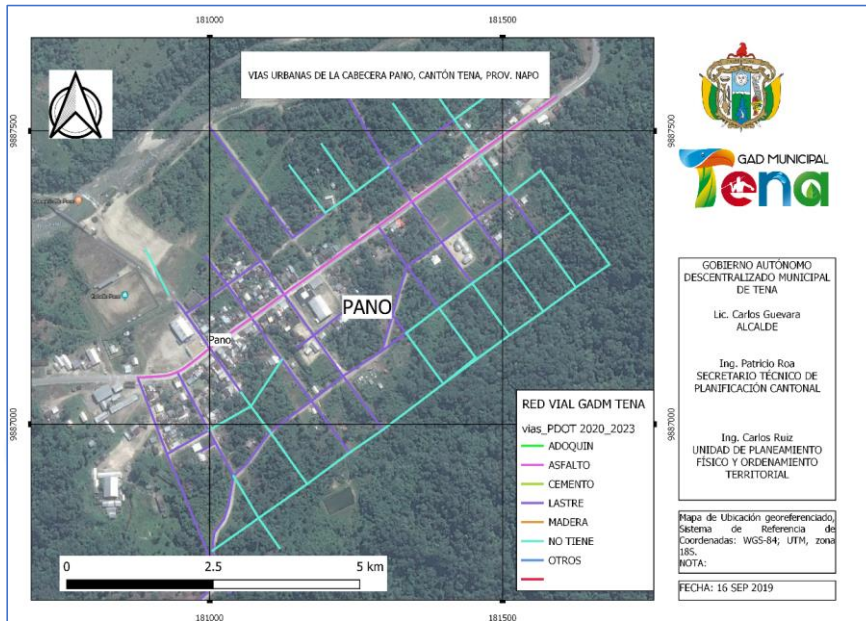 181000
181500
VIAS URBANAS DE LA CABECERA PANO, CANTÓN TENA, PROV. NAPO
9887500
9887500
9887000
9887000
PANO
Pano
GAD MUNICIPAL
Tena
GOBIERNO AUTÓNOMO
DESCENTRALIZADO MUNICIPAL
DE TENA
Lic. Carlos Guevara
ALCALDE
Ing. Patricio Roa
SECRETARIO TÉCNICO DE
PLANIFICACIÓN CANTONAL
Ing. Carlos Ruiz
UNIDAD DE PLANEAMIENTO
FÍSICO Y ORDENAMIENTO
TERRITORIAL
RED VIAL GADM TENA
vias_PDOT 2020_2023
ADOQUIN
ASFALTO
CEMENTO
LASTRE
MADERA
NO TIENE
OTROS
Mapa de Ubicación georeferenciado,
Sistema de Referencia de
Coordenadas: WGS-84; UTM, zona
18S.
NOTA:
FECHA: 16 SEP 2019
0 2.5 5 km
181000
181500